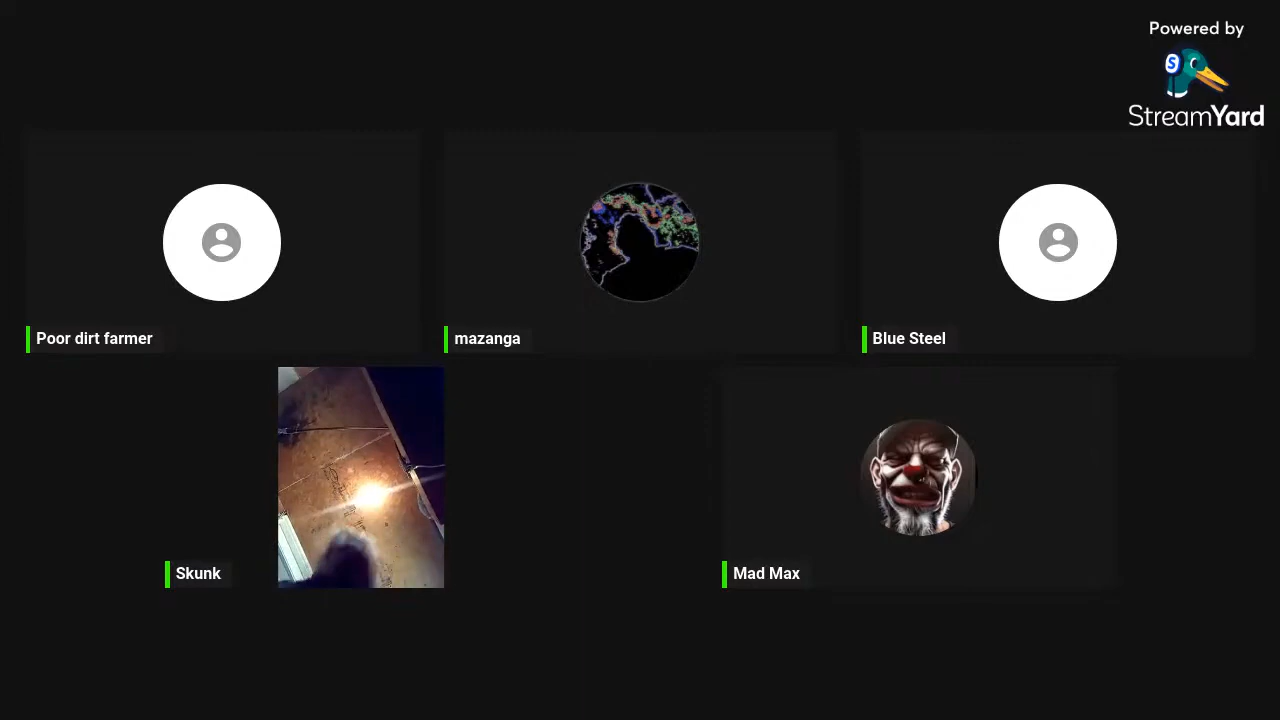 Powered by
S
StreamYard
Poor dirt farmer
mazanga
Blue Steel
Skunk
Mad Max